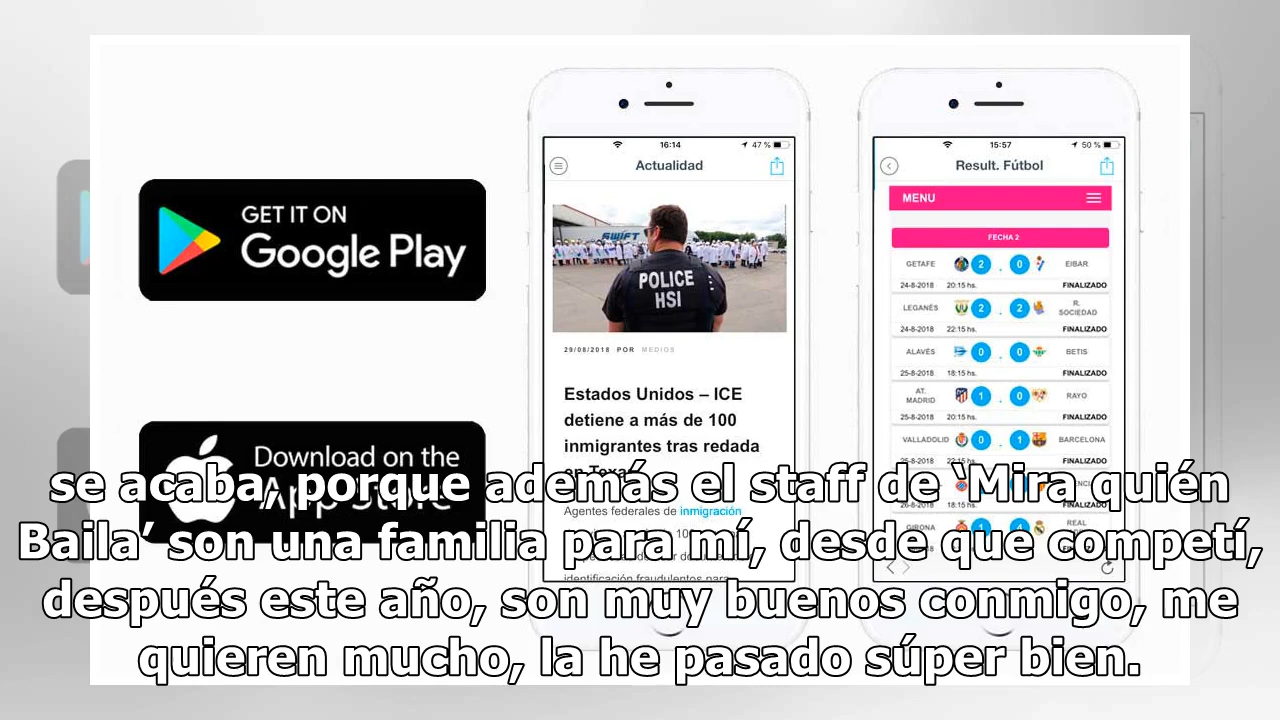 GET IT ON
Google Play
Download on the
App Store
16:14
47 %
Actualidad
SWIFT
POLICE
HSI
29/08/2018 POR MEDIOS
Estados Unidos – ICE
detiene a más de 100
inmigrantes tras redada
en Texas
Agentes federales de inmigración
15:57
50 %
Result. Fútbol
MENU
FECHA 2
GETAFE 2 . 0 EIBAR
24-8-2018 20:15 hs. FINALIZADO
LEGANÉS 2 . 2 R. SOCIEDAD
24-8-2018 22:15 hs. FINALIZADO
ALAVÉS 0 . 0 BETIS
25-8-2018 18:15 hs. FINALIZADO
AT. MADRID 1 . 0 RAYO
25-8-2018 20:15 hs. FINALIZADO
VALLADOLID 0 . 1 BARCELONA
FINALIZADO
GIRONA REAL
se acaba, porque además el staff de ‘Mira quién
Baila’ son una familia para mí, desde que competí,
después este año, son muy buenos conmigo, me
quieren mucho, la he pasado súper bien.